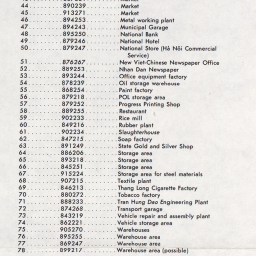 44 . . . . . . . 890239 . . . . . . . Market
45 . . . . . . . 913271 . . . . . . . Market
46 . . . . . . . 894253 . . . . . . . Metal working plant
47 . . . . . . . 894243 . . . . . . . Municipal Garage
48 . . . . . . . 895250 . . . . . . . National Bank
49 . . . . . . . 879246 . . . . . . . National Hotel
50 . . . . . . . 879247 . . . . . . . National Store (Hà Nôi Commercial
Service)
51 . . . . . . . 876267 . . . . . . . New Viet-Chinese Newspaper Office
52 . . . . . . . 889253 . . . . . . . Nhan Dan Newspaper
53 . . . . . . . 893244 . . . . . . . Office equipment factory
54 . . . . . . . 878239 . . . . . . . Oil storage warehouse
55 . . . . . . . 868254 . . . . . . . Paint factory
56 . . . . . . . 879218 . . . . . . . POL storage area
57 . . . . . . . 879252 . . . . . . . Progress Printing Shop
58 . . . . . . . 889255 . . . . . . . Restaurant
59 . . . . . . . 902233 . . . . . . . Rice mill
60 . . . . . . . 849216 . . . . . . . Rubber plant
61 . . . . . . . 902234 . . . . . . . Slaughterhouse
62 . . . . . . . 847215 . . . . . . . Soap factory
63 . . . . . . . 891249 . . . . . . . State Gold and Silver Shop
64 . . . . . . . 886206 . . . . . . . Storage area
65 . . . . . . . 893218 . . . . . . . Storage area
66 . . . . . . . 845251 . . . . . . . Storage area
67 . . . . . . . 915224 . . . . . . . Storage area for steel materials
68 . . . . . . . 907215 . . . . . . . Textile plant
69 . . . . . . . 846213 . . . . . . . Thang Long Cigarette Factory
70 . . . . . . . 880272 . . . . . . . Tobacco factory
71 . . . . . . . 888233 . . . . . . . Tran Hung Dao Engineering Plant
72 . . . . . . . 874268 . . . . . . . Transport garage
73 . . . . . . . 843219 . . . . . . . Vehicle repair and assembly plant
74 . . . . . . . 862221 . . . . . . . Vehicle storage area
75 . . . . . . . 905270 . . . . . . . Warehouses
76 . . . . . . . 895255 . . . . . . . Warehouse area
77 . . . . . . . 869247 . . . . . . . Warehouse area
78 . . . . . . . 899217 . . . . . . . Warehouse area (possible)